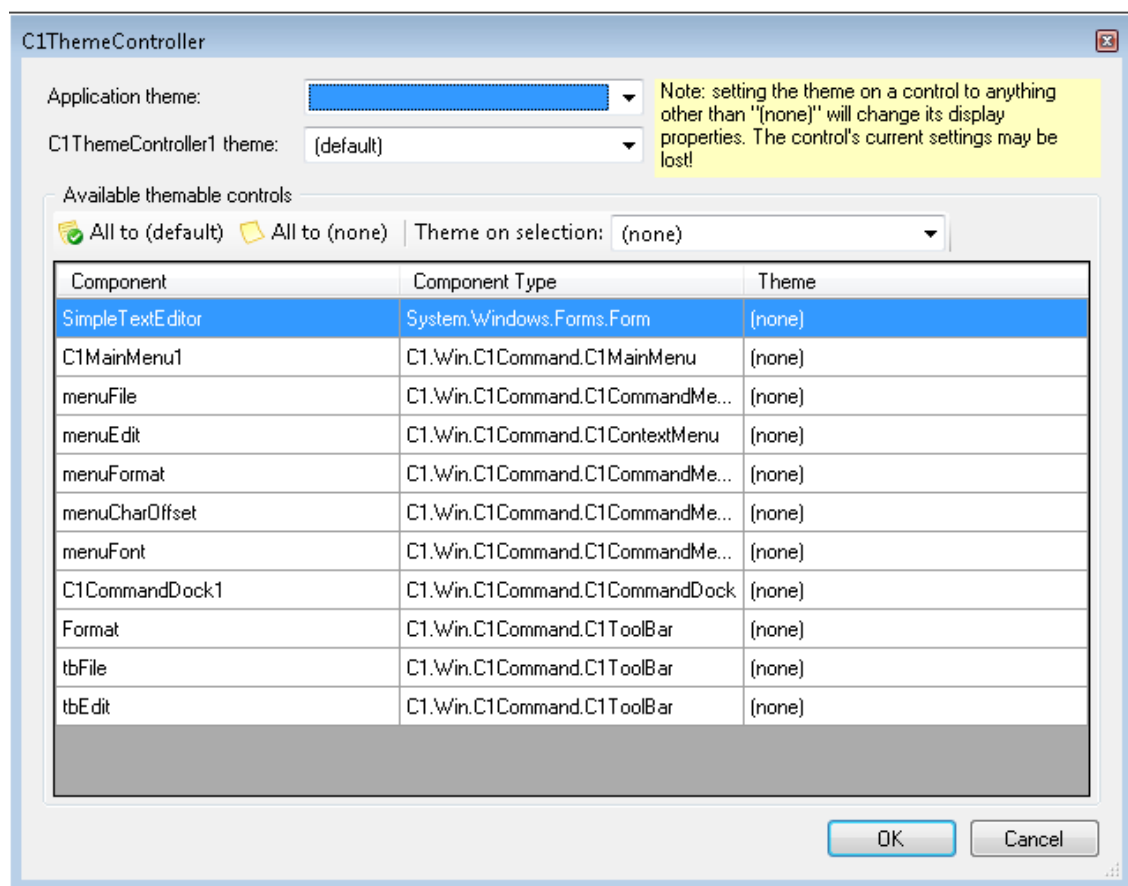 C1ThemeController
Application theme:
Note: setting the theme on a control to anything
other than "(none)" will change its display
properties. The control's current settings may be
lost!
C1ThemeController1 theme: (default)
Available themable controls
All to (default) All to (none) Theme on selection: (none)
Component Component Type Theme
SimpleTextEditor System.Windows.Forms.Form (none)
C1MainMenu1 C1.Win.C1Command.C1MainMenu (none)
menuFile C1.Win.C1Command.C1CommandMe... (none)
menuEdit C1.Win.C1Command.C1ContextMenu (none)
menuFormat C1.Win.C1Command.C1CommandMe... (none)
menuCharOffset C1.Win.C1Command.C1CommandMe... (none)
menuFont C1.Win.C1Command.C1CommandMe... (none)
C1CommandDock1 C1.Win.C1Command.C1CommandDock (none)
Format C1.Win.C1Command.C1ToolBar (none)
tbFile C1.Win.C1Command.C1ToolBar (none)
tbEdit C1.Win.C1Command.C1ToolBar (none)
OK Cancel